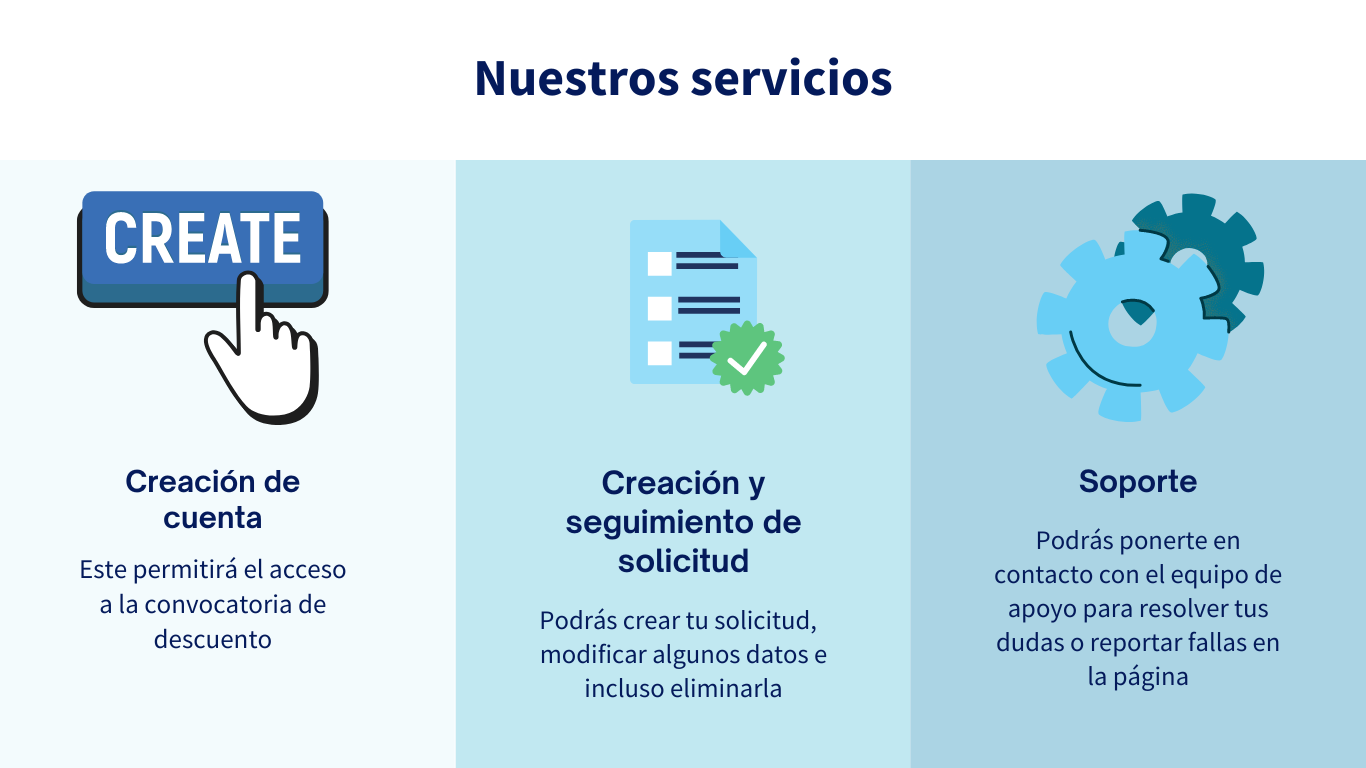 Nuestros servicios
CREATE
Creación de
cuenta
Este permitirá el acceso
a la convocatoria de
descuento
Creación y
seguimiento de
solicitud
Podrás crear tu solicitud,
modificar algunos datos e
incluso eliminarla
Soporte
Podrás ponerte en
contacto con el equipo de
apoyo para resolver tus
dudas o reportar fallas en
la página